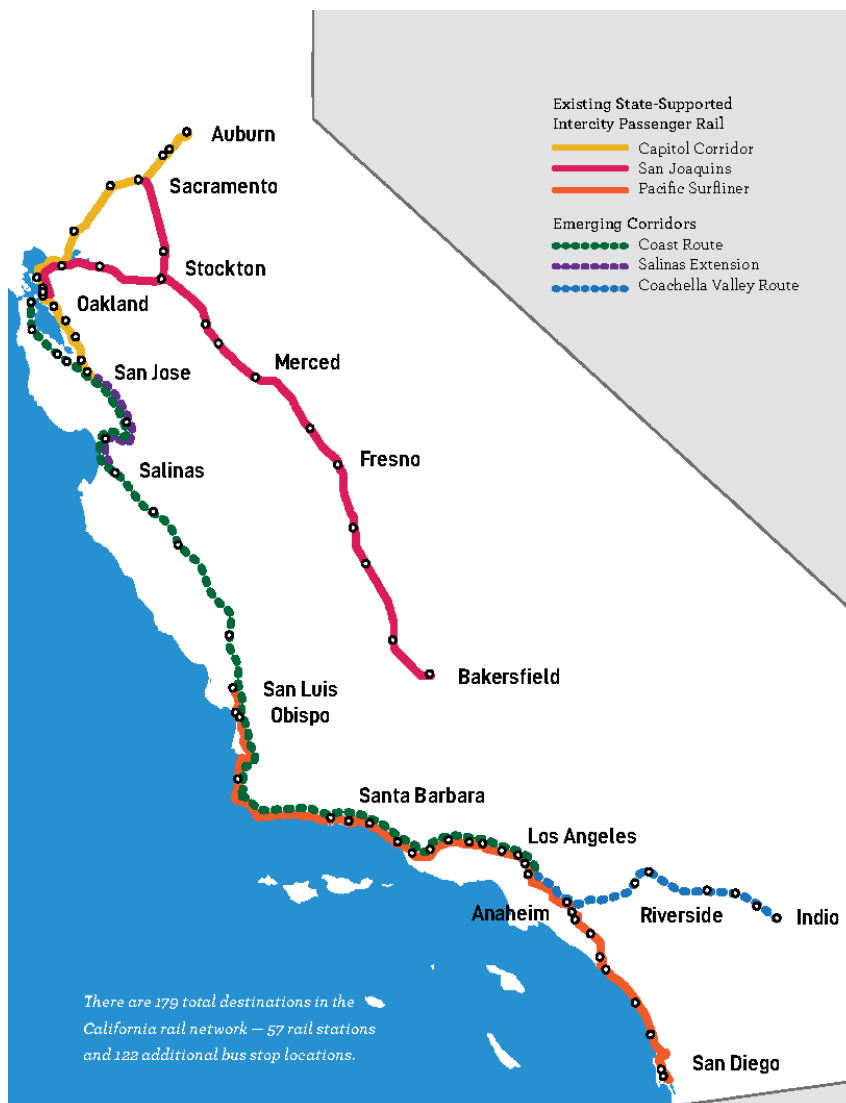 Existing State-Supported
Intercity Passenger Rail
Capitol Corridor
San Joaquins
Pacific Surfliner
Emerging Corridors
Coast Route
Salinas Extension
Coachella Valley Route
Auburn
Sacramento
Stockton
Oakland
Merced
San Jose
Fresno
Salinas
Bakersfield
San Luis
Obispo
Santa Barbara
Los Angeles
Anaheim
Riverside
Indio
There are 179 total destinations in the
California rail network — 57 rail stations
and 122 additional bus stop locations.
San Diego